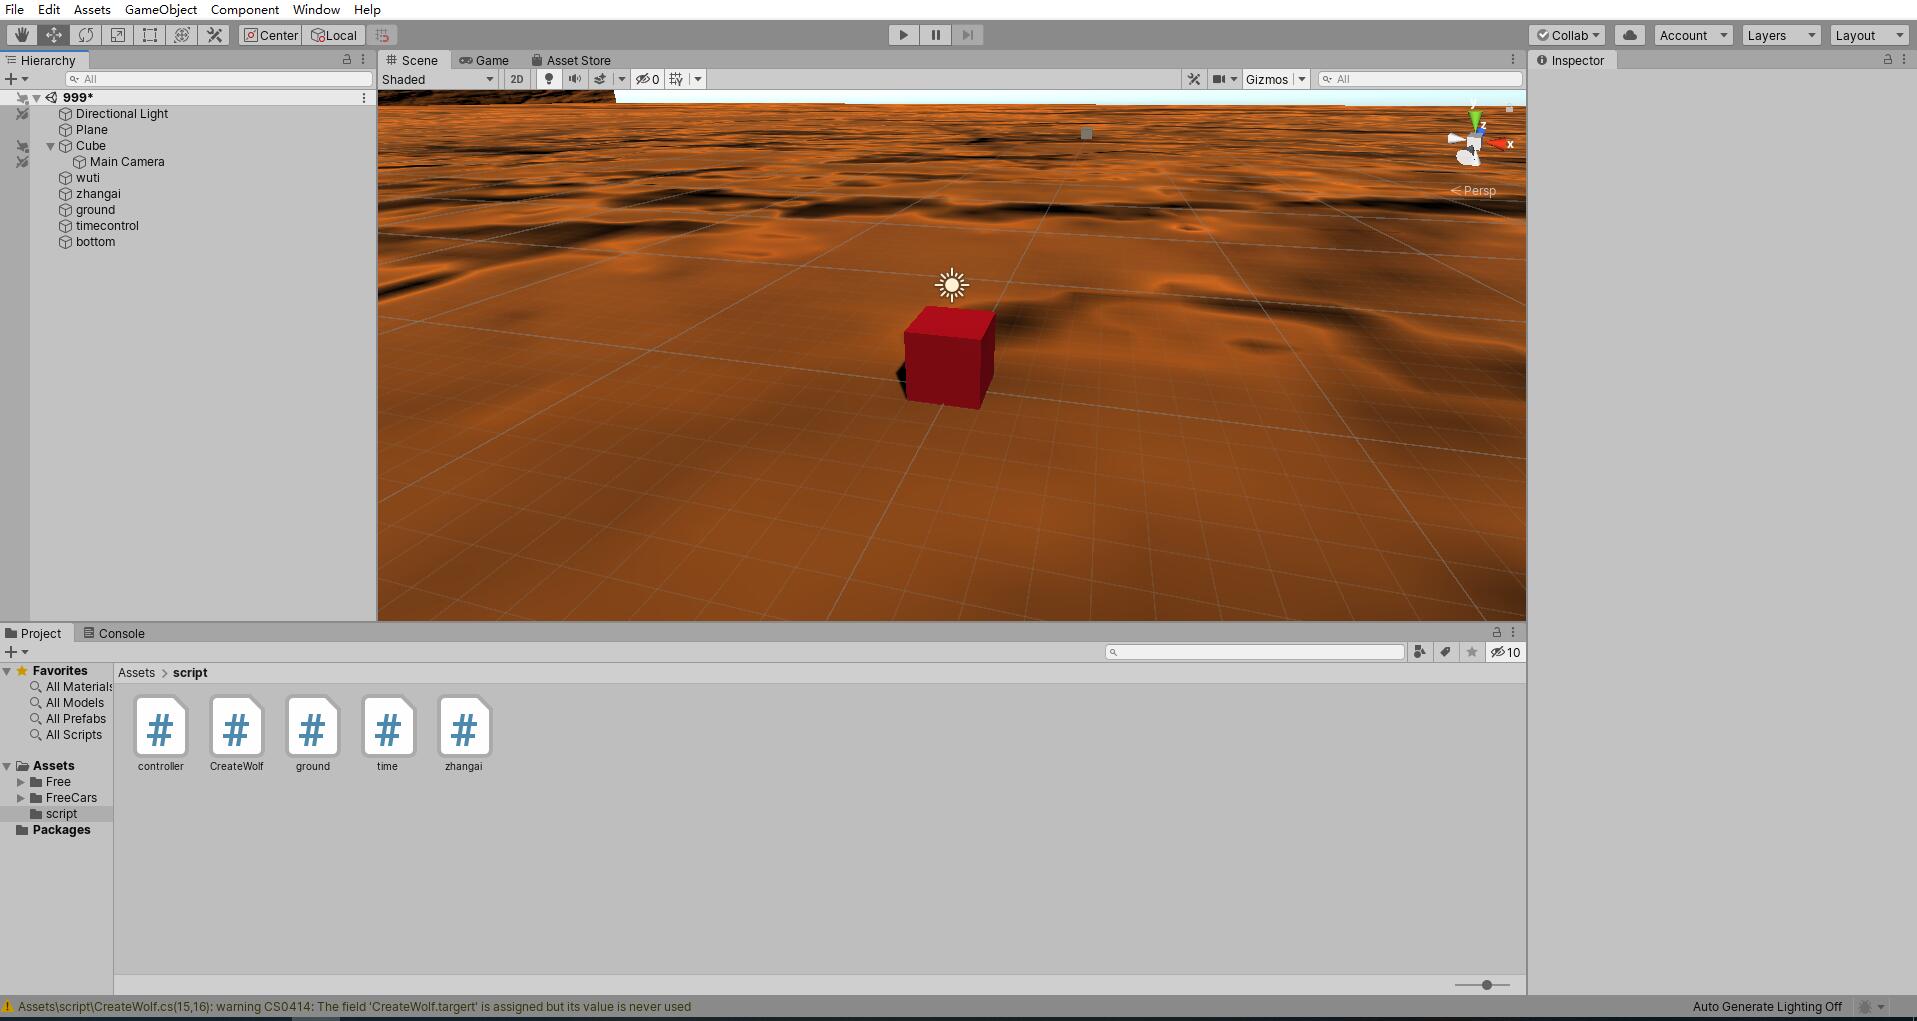 File Edit Assets GameObject Component Window Help
Center Local Collab Account Layers Layout
Hierarchy
All
999*
Directional Light
Plane
Cube
Main Camera
wuti
zhangai
ground
timecontrol
bottom
Scene Game Asset Store
Shaded 2D 0 Gizmos All
y
z
x
Persp
Inspector
Project Console
10
Favorites
All Materials
All Models
All Prefabs
All Scripts
Assets
Free
FreeCars
script
Packages
Assets > script
# # # # #
controller CreateWolf ground time zhangai
Assets\script\CreateWolf.cs(15,16): warning CS0414: The field 'CreateWolf.targert' is assigned but its value is never used
Auto Generate Lighting Off